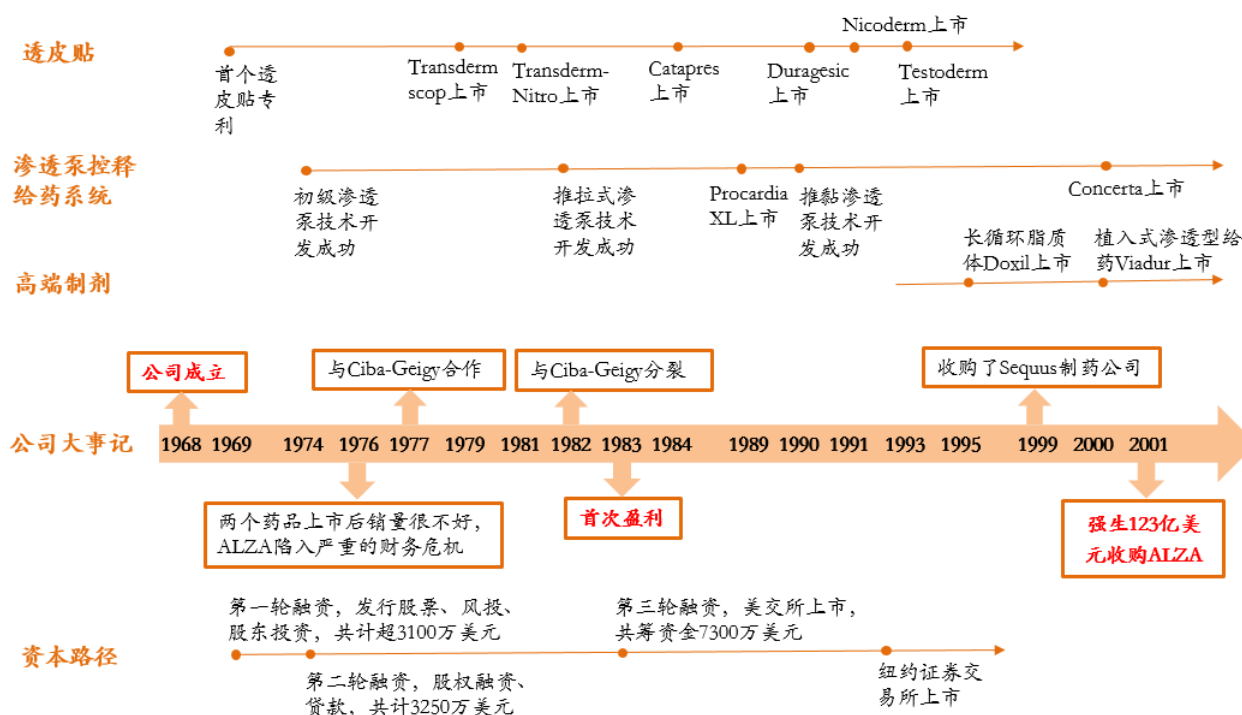 Nicoderm上市
透皮贴
首个透
皮贴专
利
Transderm
scop上市
Transderm-
Nitro上市
Catapres
上市
Duragesic
上市
Testoderm
上市
渗透泵控释
给药系统
初级渗透
泵技术开
发成功
推拉式渗
透泵技术
开发成功
Procardia
XL上市
推黏渗透
泵技术开
发成功
Concerta上市
高端制剂
长循环脂质
体Doxil上市
植入式渗透型给
药Viadur上市
公司成立
与Ciba-Geigy合作
与Ciba-Geigy分裂
收购了Sequus制药公司
公司大事记
1968 1969 1974 1976 1977 1979 1981 1982 1983 1984 1989 1990 1991 1993 1995 1999 2000 2001
两个药品上市后销量很不好，
ALZA陷入严重的财务危机
首次盈利
强生123亿美
元收购ALZA
资本路径
第一轮融资，发行股票、风投、
股东投资，共计超3100万美元
第二轮融资，股权融资、
贷款，共计3250万美元
第三轮融资，美交所上市，
共筹资金7300万美元
纽约证券交
易所上市